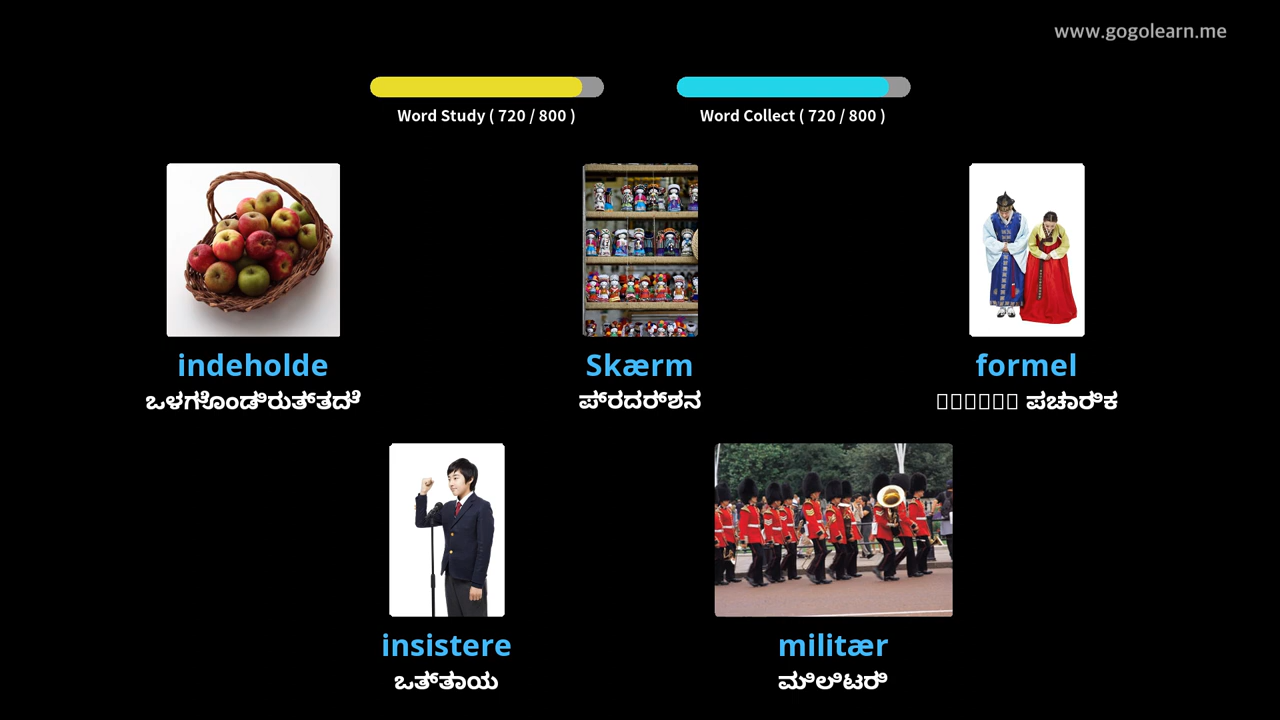 www.gogolearn.me
Word Study ( 720 / 800 )
Word Collect ( 720 / 800 )
indeholde
ಒಳಗೊಂಡಿರುತ್ತದೆ
Skærm
ಪ್ರದರ್ಶನ
formel
ಪಚಾರಿಕ
insistere
ಒತ್ತಾಯ
militær
ಮಿಲಿಟರಿ